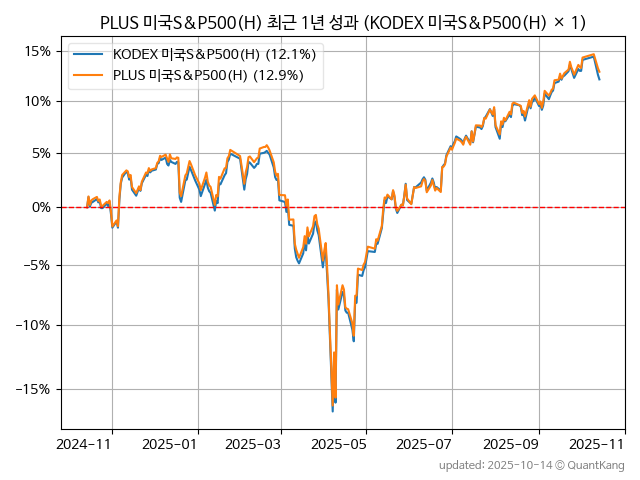 PLUS 미국S&P500(H) 최근 1년 성과 (KODEX 미국S&P500(H) × 1)
KODEX 미국S&P500(H) (12.1%)
PLUS 미국S&P500(H) (12.9%)
15%
10%
5%
0%
−5%
−10%
−15%
2024-11 2025-01 2025-03 2025-05 2025-07 2025-09 2025-11
updated: 2025-10-14 © QuantKang